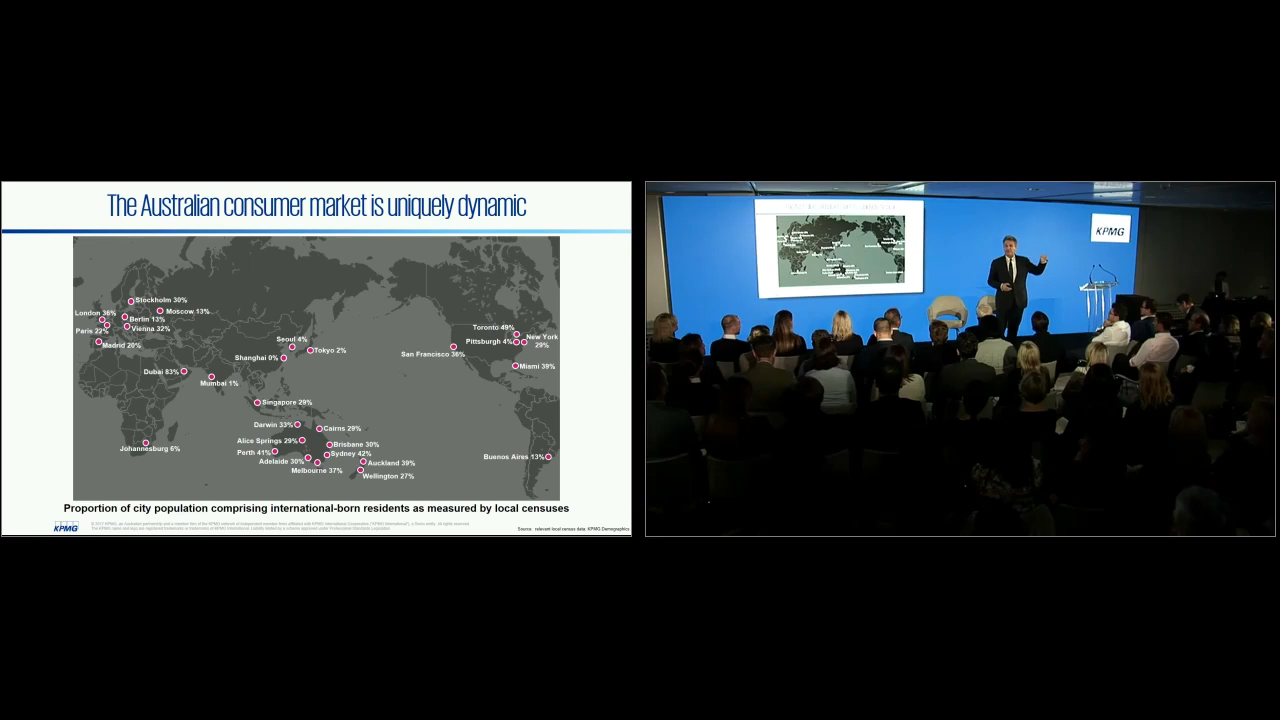 The Australian consumer market is uniquely dynamic
Stockholm 30%
London 36%
Moscow 13%
Berlin 13%
Paris 22%
Vienna 32%
Madrid 20%
Seoul 4%
Tokyo 2%
Shanghai 0%
Dubai 83%
Mumbai 1%
Toronto 49%
Pittsburgh 4%
New York
29%
San Francisco 36%
Miami 39%
Singapore 29%
Darwin 33%
Cairns 29%
Alice Springs 29%
Brisbane 30%
Perth 41%
Sydney 42%
Adelaide 30%
Melbourne 37%
Auckland 39%
Wellington 27%
Johannesburg 6%
Buenos Aires 13%
Proportion of city population comprising international-born residents as measured by local censuses
KPMG
Source: relevant local census data; KPMG Demographics
KPMG